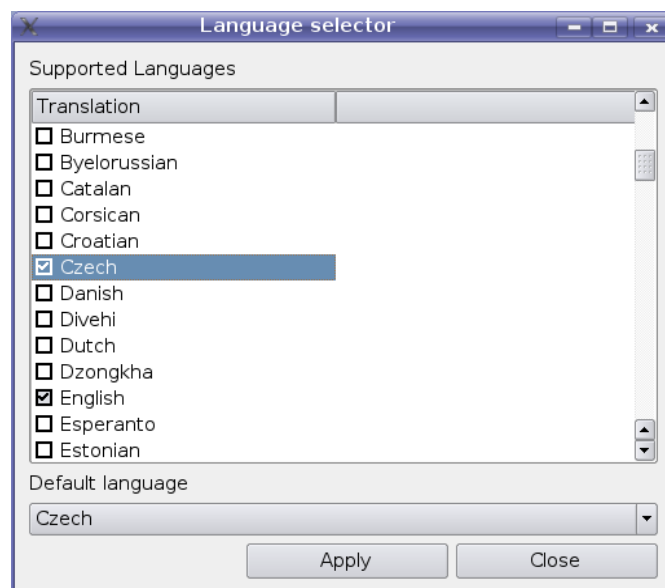 Language selector
Supported Languages
Translation
Burmese
Byelorussian
Catalan
Corsican
Croatian
Czech
Danish
Divehi
Dutch
Dzongkha
English
Esperanto
Estonian
Default language
Czech
Apply Close